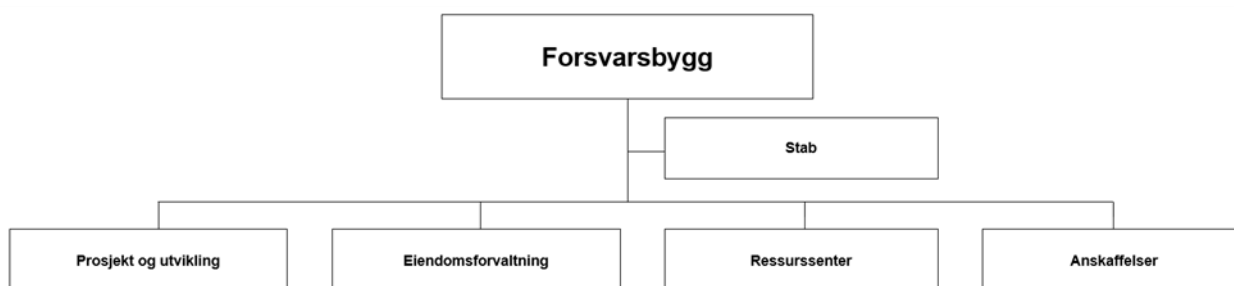 Forsvarsbygg
Stab
Prosjekt og utvikling
Eiendomsforvaltning
Ressurssenter
Anskaffelser